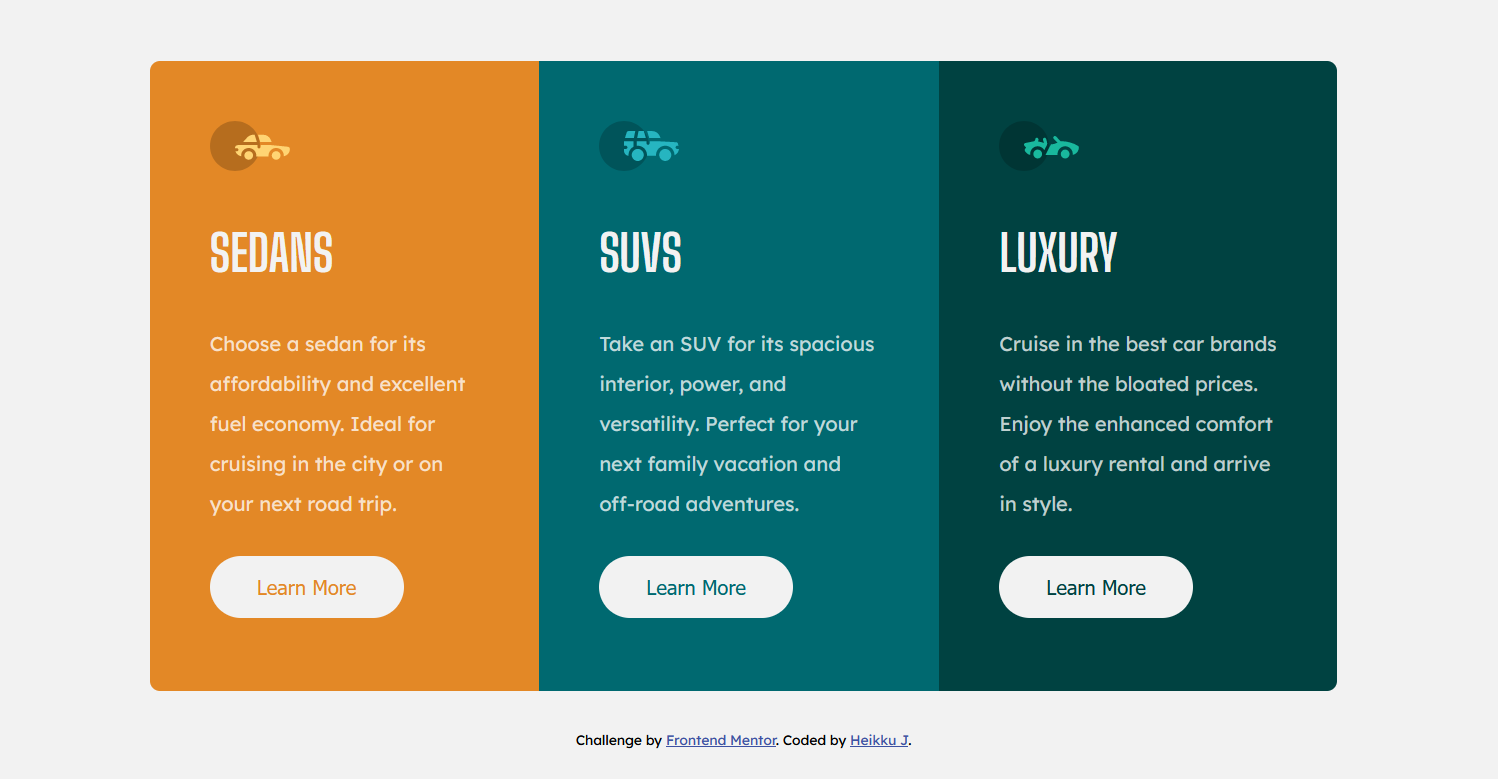 SEDANS
Choose a sedan for its
affordability and excellent
fuel economy. Ideal for
cruising in the city or on
your next road trip.
Learn More
SUVS
Take an SUV for its spacious
interior, power, and
versatility. Perfect for your
next family vacation and
off-road adventures.
Learn More
LUXURY
Cruise in the best car brands
without the bloated prices.
Enjoy the enhanced comfort
of a luxury rental and arrive
in style.
Learn More
Challenge by Frontend Mentor. Coded by Heikku J.